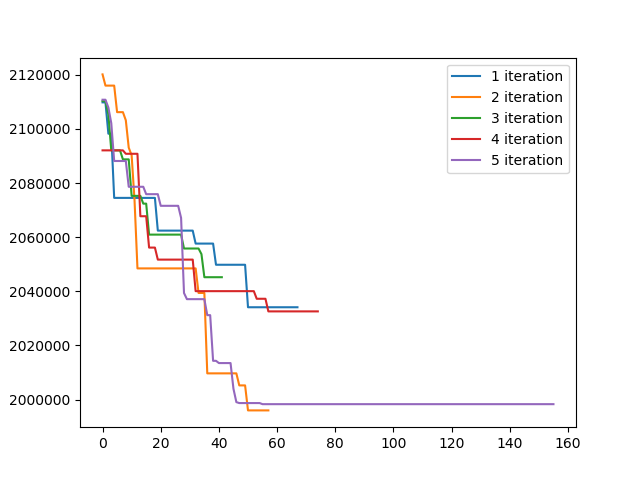 2120000
2100000
2080000
2060000
2040000
2020000
2000000
0 20 40 60 80 100 120 140 160
1 iteration
2 iteration
3 iteration
4 iteration
5 iteration